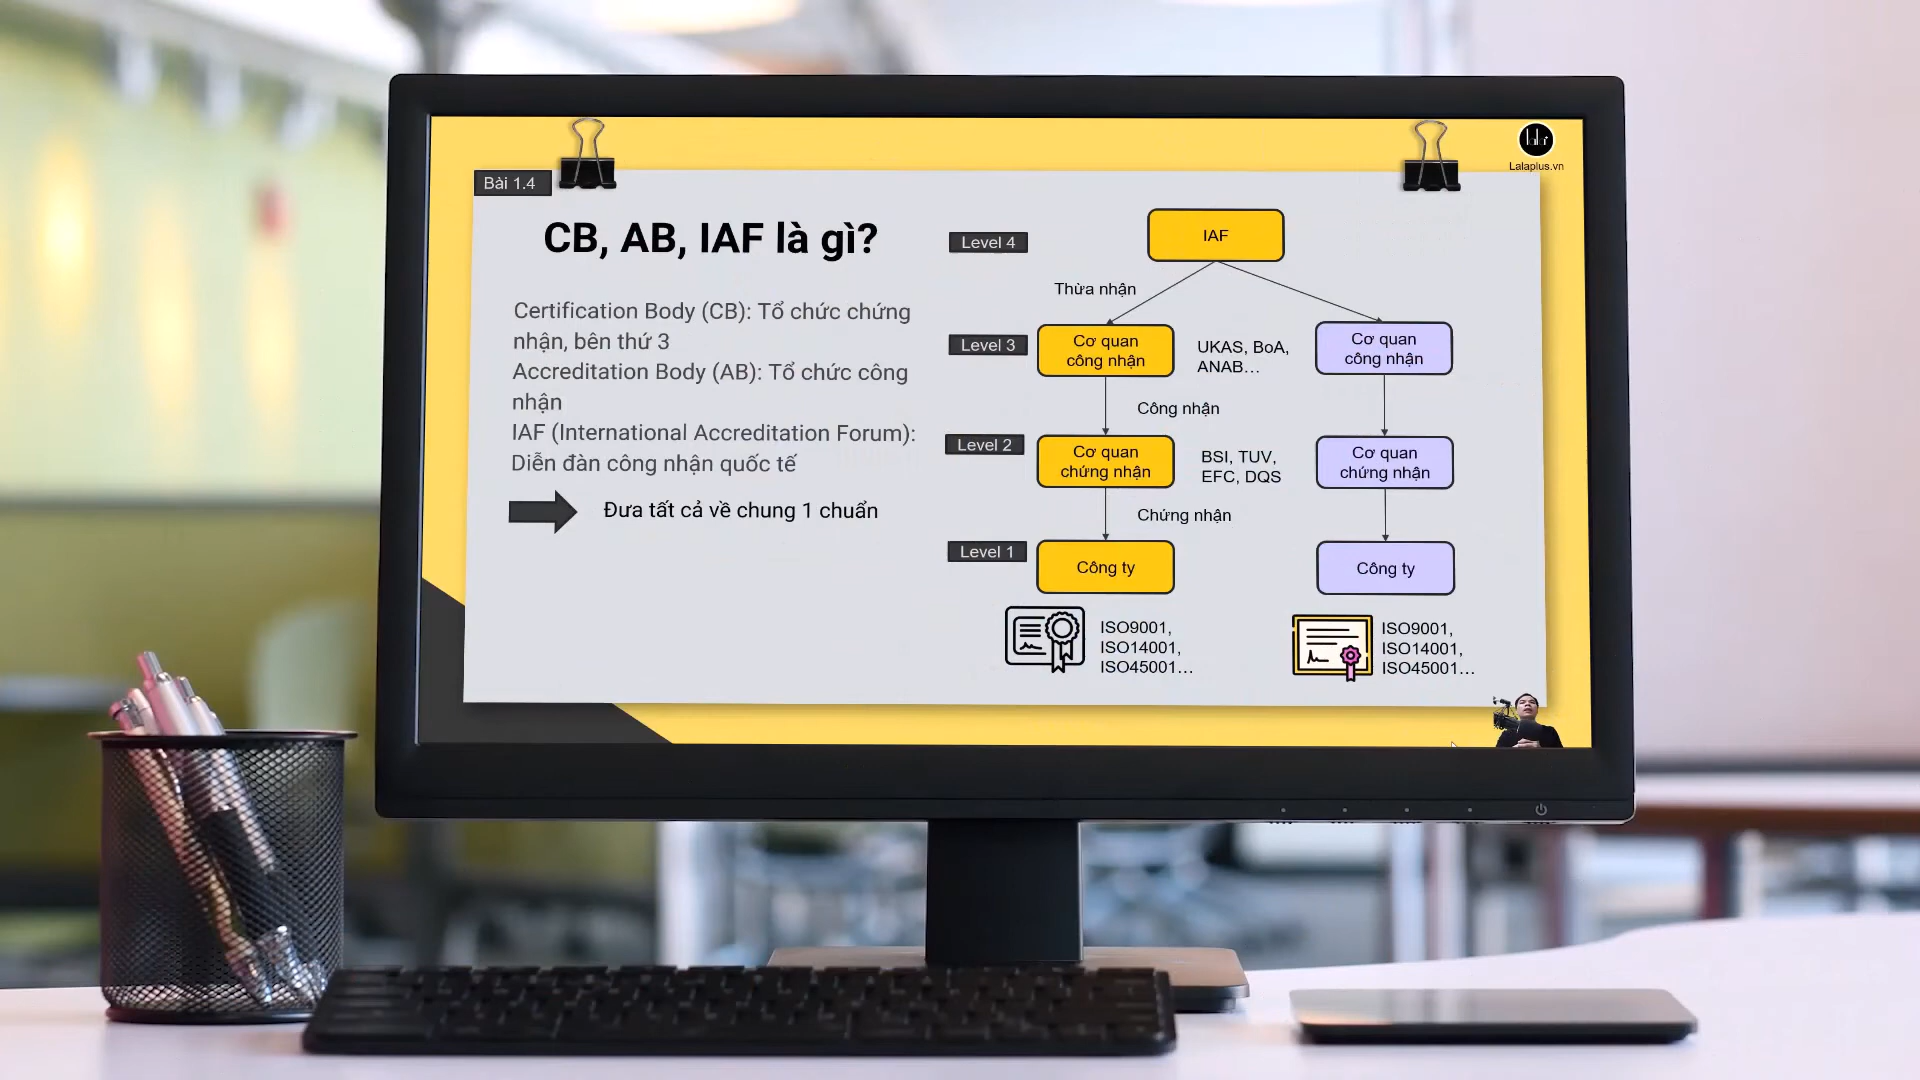 lala+
Lalaplus.vn
Bài 1.4
CB, AB, IAF là gì?
Certification Body (CB): Tổ chức chứng
nhận, bên thứ 3
Accreditation Body (AB): Tổ chức công
nhận
IAF (International Accreditation Forum):
Diễn đàn công nhận quốc tế
Đưa tất cả về chung 1 chuẩn
Level 4
IAF
Thừa nhận
Level 3
Cơ quan
công nhận
UKAS, BoA,
ANAB...
Cơ quan
công nhận
Công nhận
Level 2
Cơ quan
chứng nhận
BSI, TUV,
EFC, DQS
Cơ quan
chứng nhận
Chứng nhận
Level 1
Công ty
Công ty
ISO9001,
ISO14001,
ISO45001...
ISO9001,
ISO14001,
ISO45001...